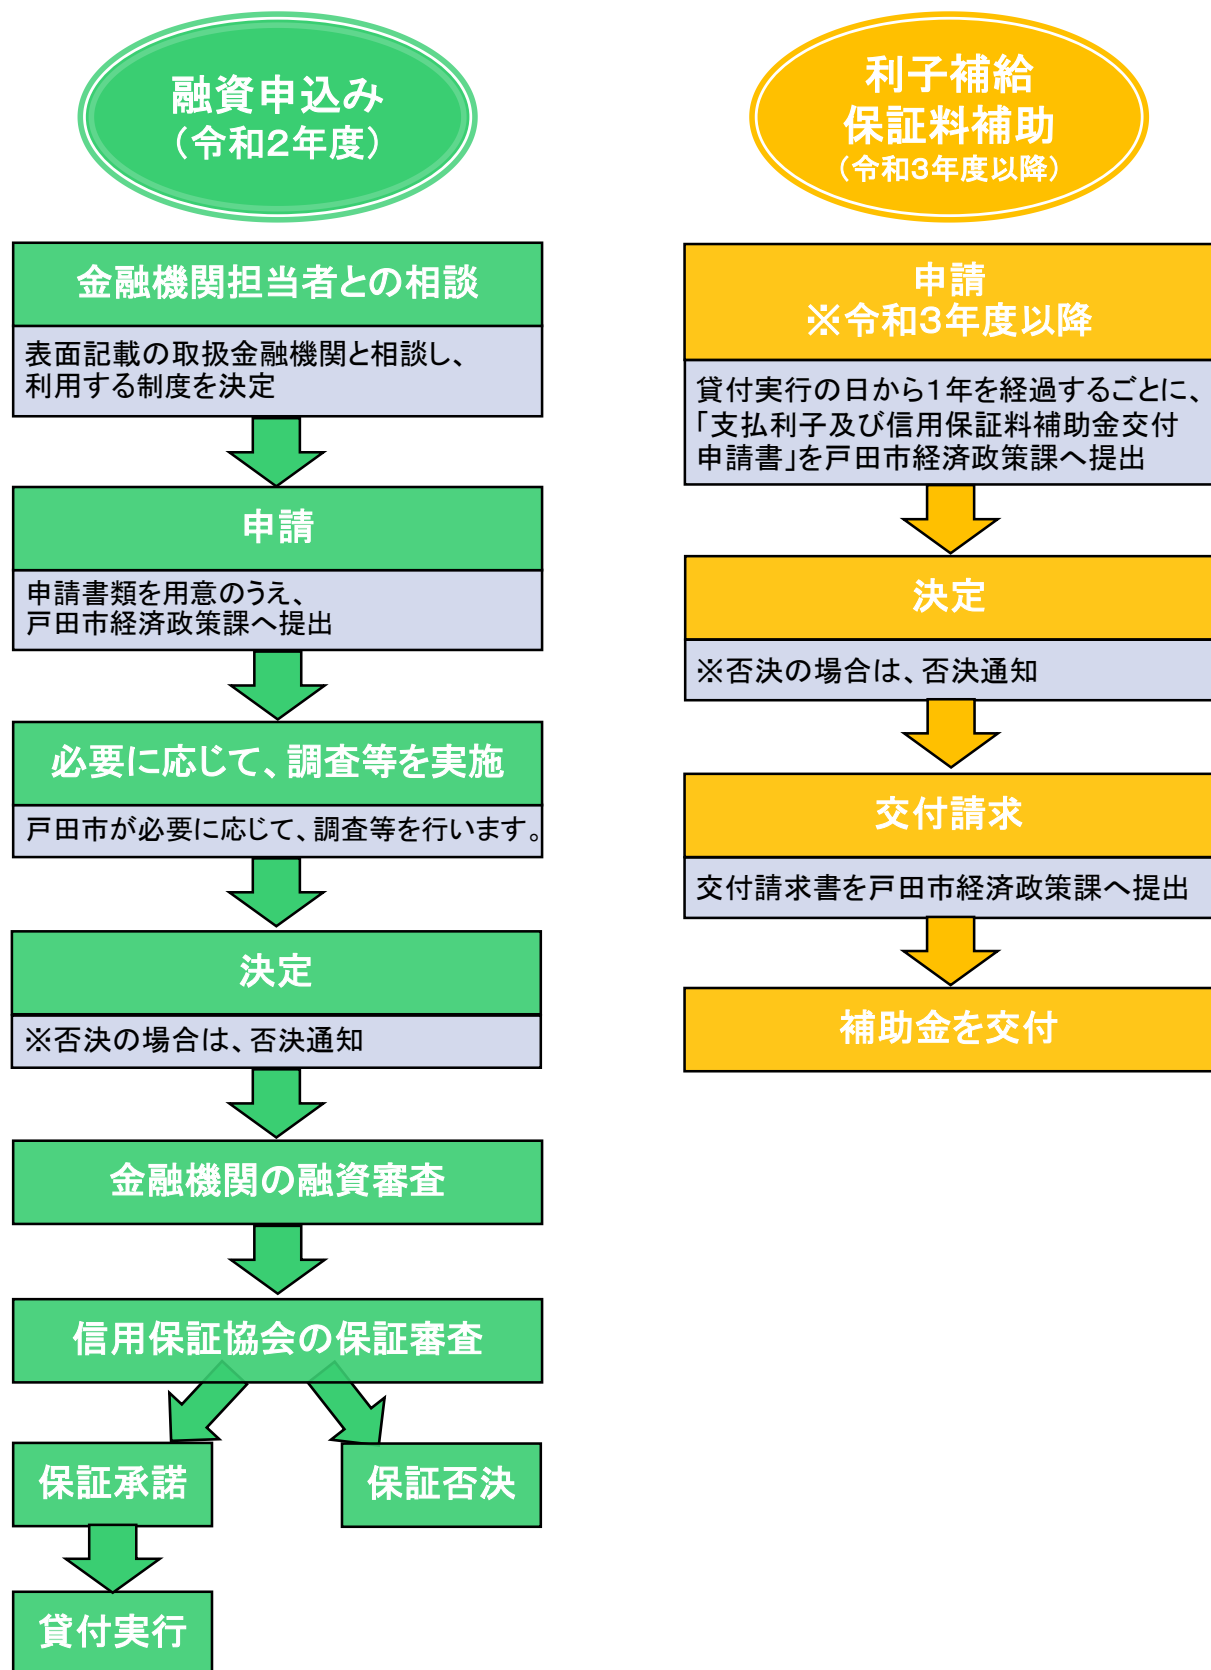 融資申込み
（令和２年度）
金融機関担当者との相談
表面記載の取扱金融機関と相談し、
利用する制度を決定
申請
申請書類を用意のうえ、
戸田市経済政策課へ提出
必要に応じて、調査等を実施
戸田市が必要に応じて、調査等を行います。
決定
※否決の場合は、否決通知
金融機関の融資審査
信用保証協会の保証審査
保証承諾
保証否決
貸付実行
利子補給
保証料補助
（令和３年度以降）
申請
※令和３年度以降
貸付実行の日から１年を経過するごとに、
「支払利子及び信用保証料補助金交付
申請書」を戸田市経済政策課へ提出
決定
※否決の場合は、否決通知
交付請求
交付請求書を戸田市経済政策課へ提出
補助金を交付